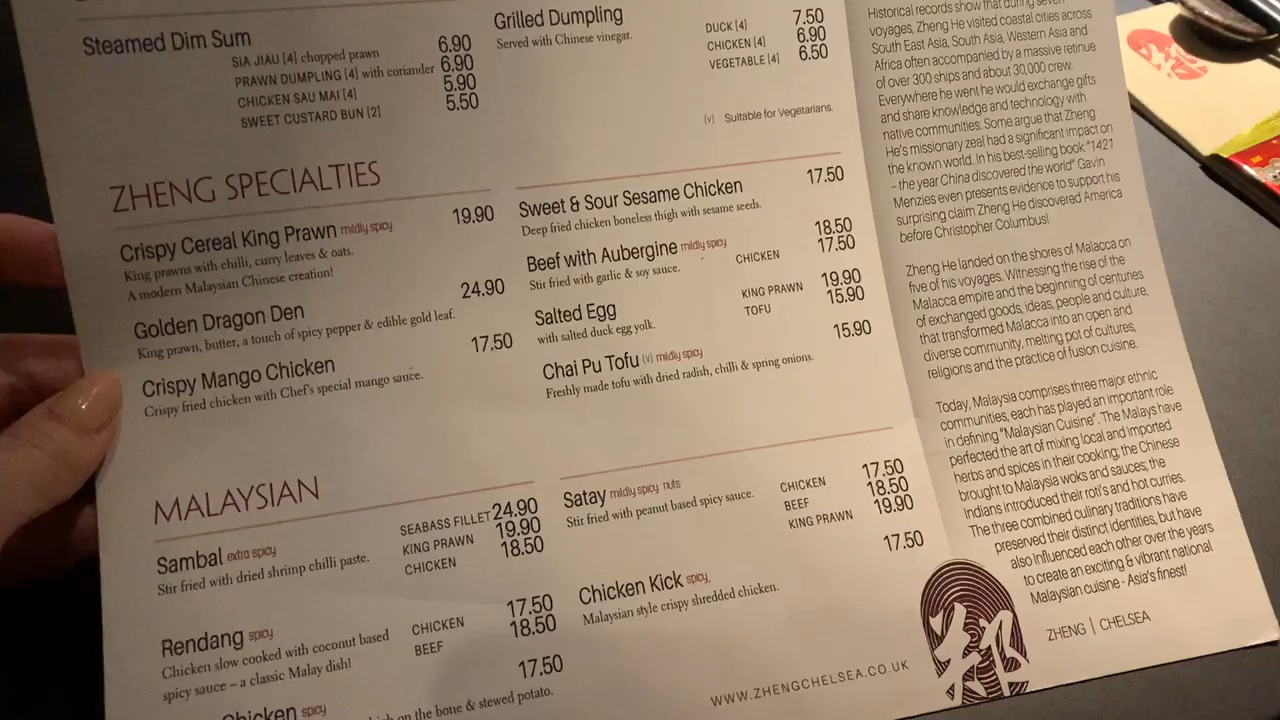 Steamed Dim Sum
SIA JIAU [4] chopped prawn 6.90
PRAWN DUMPLING [4] with coriander 6.90
CHICKEN SAU MAI [4] 5.90
SWEET CUSTARD BUN [2] 5.50
Grilled Dumpling
Served with Chinese vinegar.
DUCK [4] 7.50
CHICKEN [4] 6.90
VEGETABLE [4] 6.50
(v) Suitable for Vegetarians.
ZHENG SPECIALTIES
Crispy Cereal King Prawn mildly spicy 19.90
King prawns with chilli, curry leaves & oats.
A modern Malaysian Chinese creation!
Golden Dragon Den 24.90
King prawn, butter, a touch of spicy pepper & edible gold leaf.
Crispy Mango Chicken 17.50
Crispy fried chicken with Chef's special mango sauce.
Sweet & Sour Sesame Chicken 17.50
Deep fried chicken boneless thigh with sesame seeds.
Beef with Aubergine mildly spicy 18.50
Stir fried with garlic & soy sauce.
CHICKEN 17.50
Salted Egg
with salted duck egg yolk.
KING PRAWN 19.90
TOFU 15.90
Chai Pu Tofu (v) mildly spicy 15.90
Freshly made tofu with dried radish, chilli & spring onions.
MALAYSIAN
Sambal extra spicy
Stir fried with dried shrimp chilli paste.
SEABASS FILLET 24.90
KING PRAWN 19.90
CHICKEN 18.50
Rendang spicy
Chicken slow cooked with coconut based
spicy sauce – a classic Malay dish!
CHICKEN 17.50
BEEF 18.50
Chicken spicy 17.50
on the bone & stewed potato.
Satay mildly spicy nuts
Stir fried with peanut based spicy sauce.
CHICKEN 17.50
BEEF 18.50
KING PRAWN 19.90
Chicken Kick spicy, 17.50
Malaysian style crispy shredded chicken.
WWW.ZHENGCHELSEA.CO.UK
Historical records show that during seven
voyages, Zheng He visited coastal cities across
South East Asia, South Asia, Western Asia and
Africa often accompanied by a massive retinue
of over 300 ships and about 30,000 crew.
Everywhere he went he would exchange gifts
and share knowledge and technology with
native communities. Some argue that Zheng
He's missionary zeal had a significant impact on
the known world. In his best-selling book "1421
- the year China discovered the world" Gavin
Menzies even presents evidence to support his
surprising claim Zheng He discovered America
before Christopher Columbus!
Zheng He landed on the shores of Malacca on
five of his voyages. Witnessing the rise of the
Malacca empire and the beginning of centuries
of exchanged goods, ideas, people and culture,
that transformed Malacca into an open and
diverse community, melting pot of cultures,
religions and the practice of fusion cuisine.
Today, Malaysia comprises three major ethnic
communities, each has played an important role
in defining "Malaysian Cuisine". The Malays have
perfected the art of mixing local and imported
herbs and spices in their cooking; the Chinese
brought to Malaysia woks and sauces; the
Indians introduced their roti's and hot curries.
The three combined culinary traditions have
preserved their distinct identities, but have
also influenced each other over the years
to create an exciting & vibrant national
Malaysian cuisine - Asia's finest!
ZHENG | CHELSEA